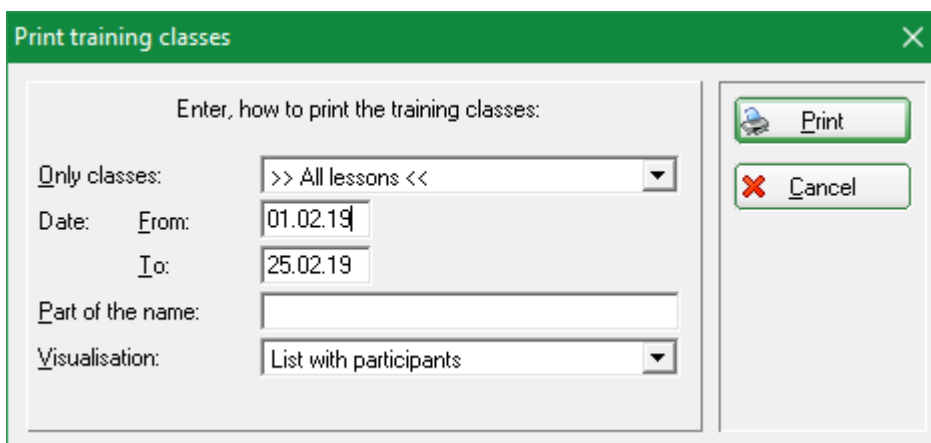 Print training classes
Enter, how to print the training classes:
Print
Only classes: >> All lessons <<
Cancel
Date: From: 01.02.19
To: 25.02.19
Part of the name:
Visualisation: List with participants